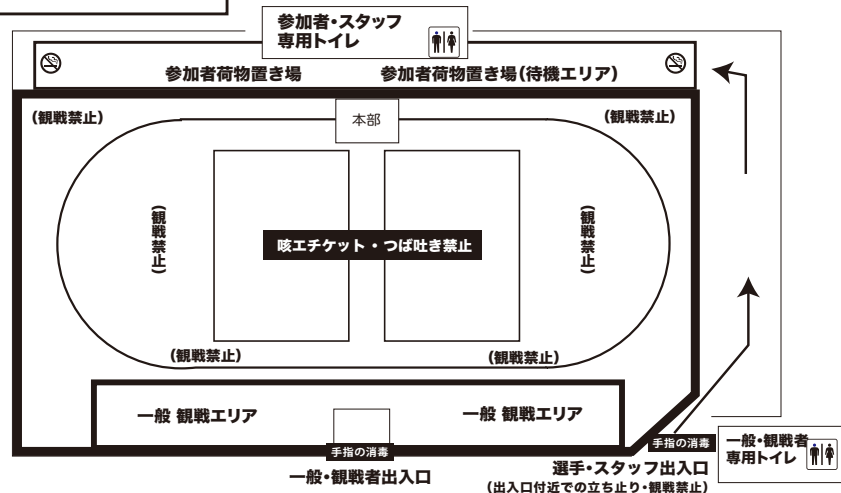 参加者・スタッフ
専用トイレ
参加者荷物置き場
参加者荷物置き場(待機エリア)
(観戦禁止)
本部
(観戦禁止)
(観戦禁止)
咳エチケット・つば吐き禁止
(観戦禁止)
(観戦禁止)
(観戦禁止)
一般 観戦エリア
一般 観戦エリア
手指の消毒
一般・観戦者出入口
手指の消毒
選手・スタッフ出入口
(出入口付近での立ち止り・観戦禁止)
一般・観戦者
専用トイレ